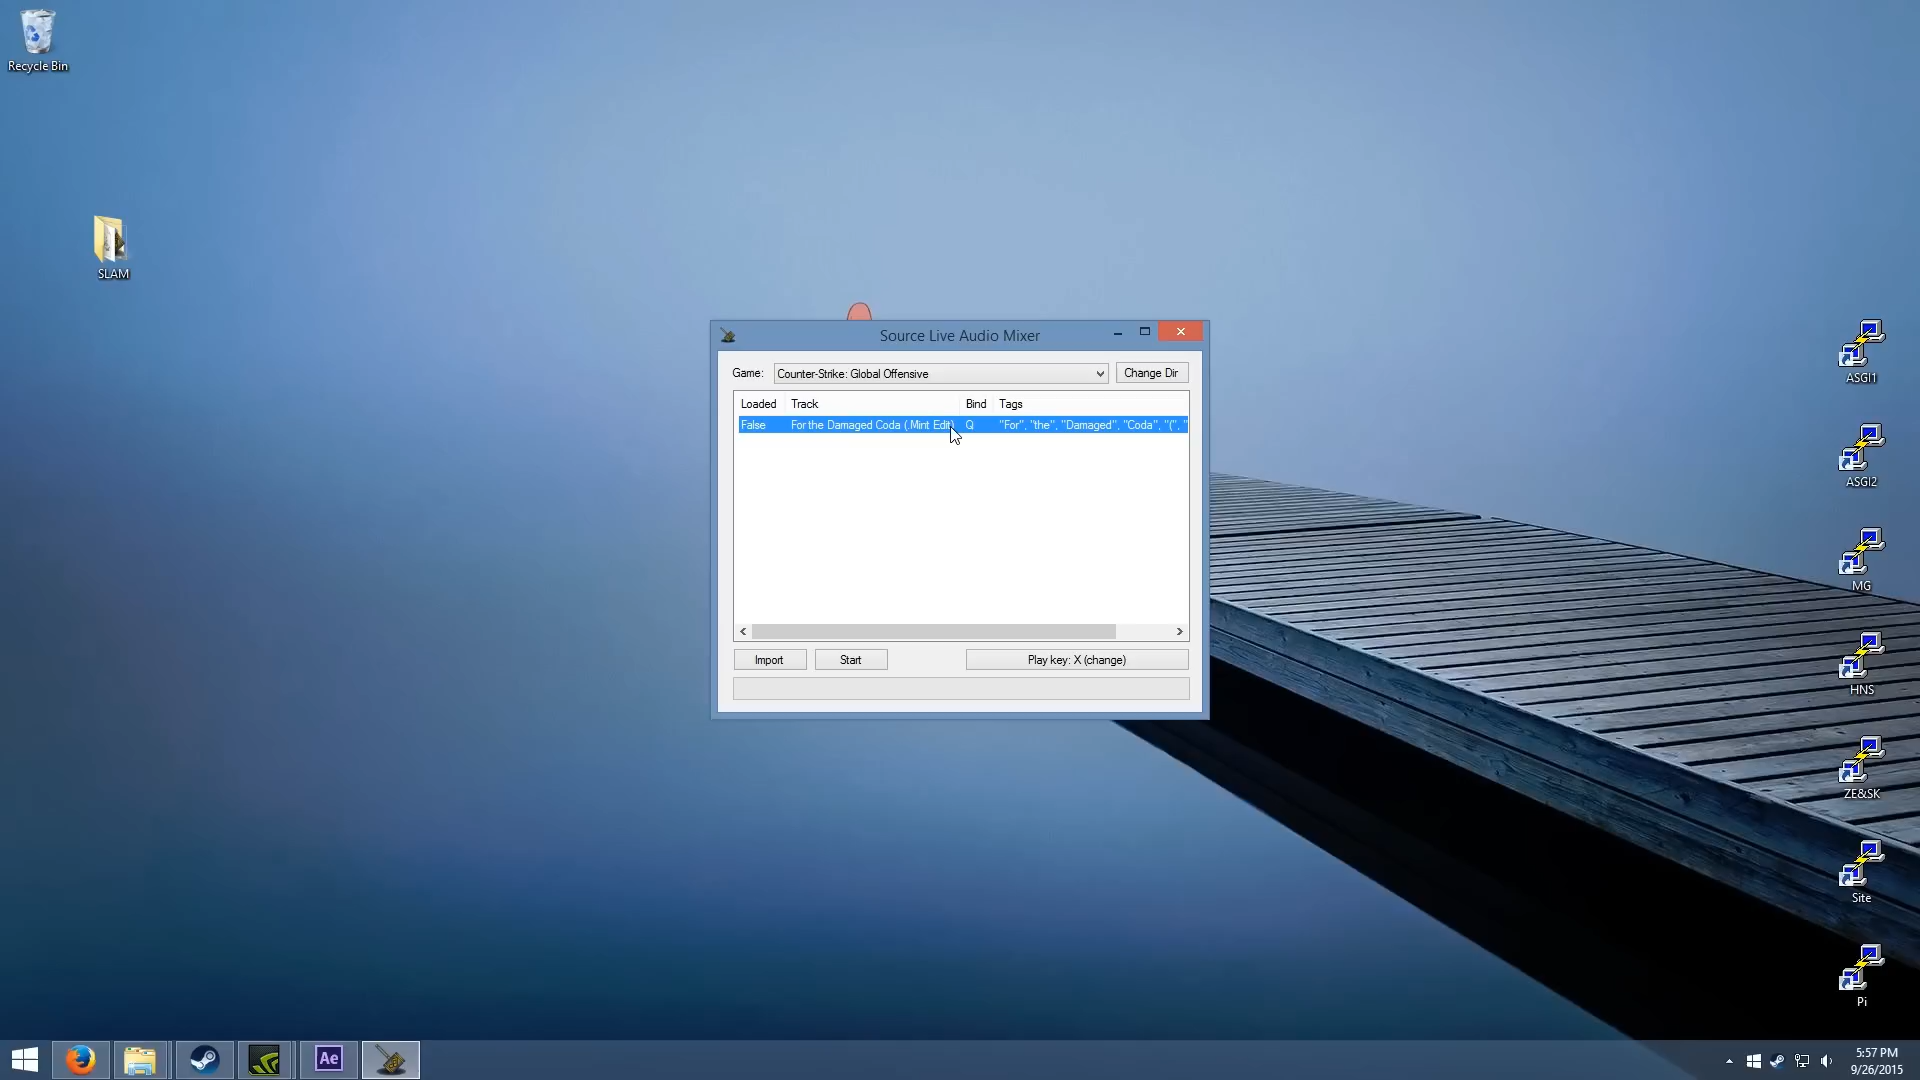 Recycle Bin
SLAM
Source Live Audio Mixer
Game: Counter-Strike: Global Offensive Change Dir
Loaded Track Bind Tags
False For the Damaged Coda (.Mint Edit) Q "For", "the", "Damaged", "Coda", "(", "
Import Start Play key: X (change)
ASGI1
ASGI2
MG
HNS
ZE&SK
Site
Pi
Ae
5:57 PM
9/26/2015